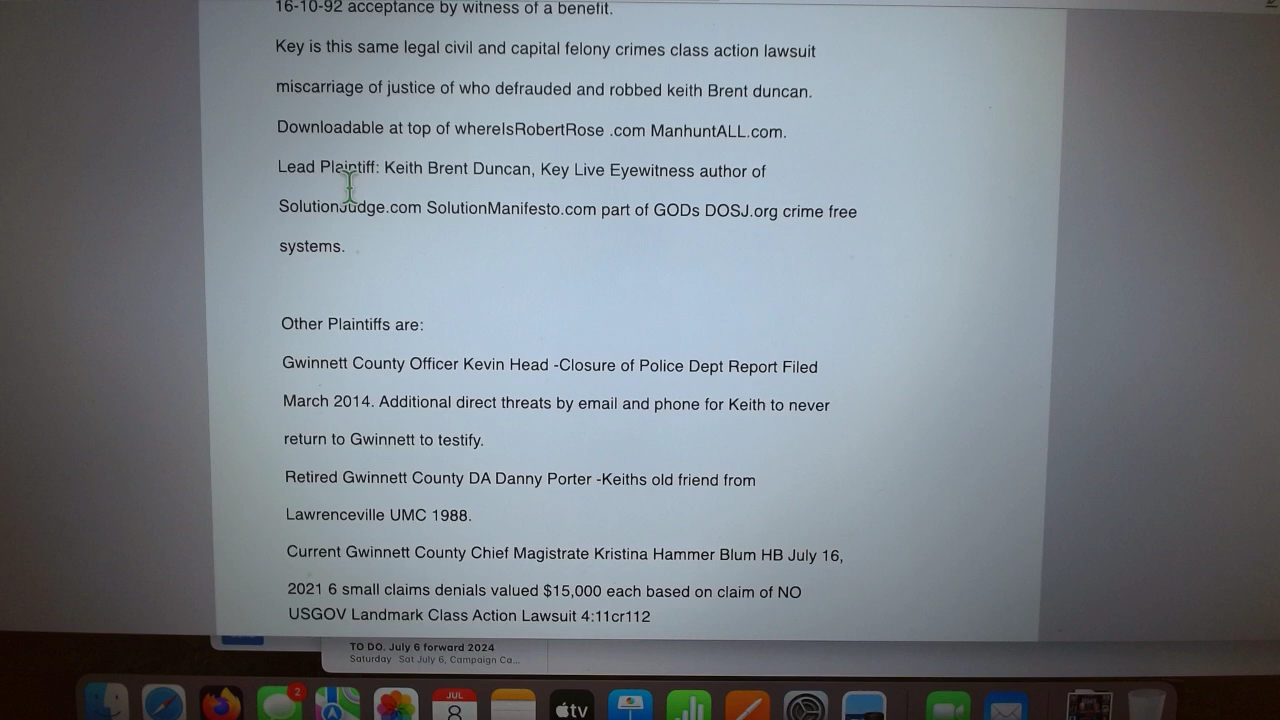 16-10-92 acceptance by witness of a benefit.
Key is this same legal civil and capital felony crimes class action lawsuit
miscarriage of justice of who defrauded and robbed keith Brent duncan.
Downloadable at top of whereIsRobertRose .com ManhuntALL.com.
Lead Plaintiff: Keith Brent Duncan, Key Live Eyewitness author of
SolutionJudge.com SolutionManifesto.com part of GODs DOSJ.org crime free
systems.
Other Plaintiffs are:
Gwinnett County Officer Kevin Head -Closure of Police Dept Report Filed
March 2014. Additional direct threats by email and phone for Keith to never
return to Gwinnett to testify.
Retired Gwinnett County DA Danny Porter -Keiths old friend from
Lawrenceville UMC 1988.
Current Gwinnett County Chief Magistrate Kristina Hammer Blum HB July 16,
2021 6 small claims denials valued $15,000 each based on claim of NO
USGOV Landmark Class Action Lawsuit 4:11cr112
TO DO. July 6 forward 2024
Saturday Sat July 6, Campaign Ca...
2
JUL
8
tv